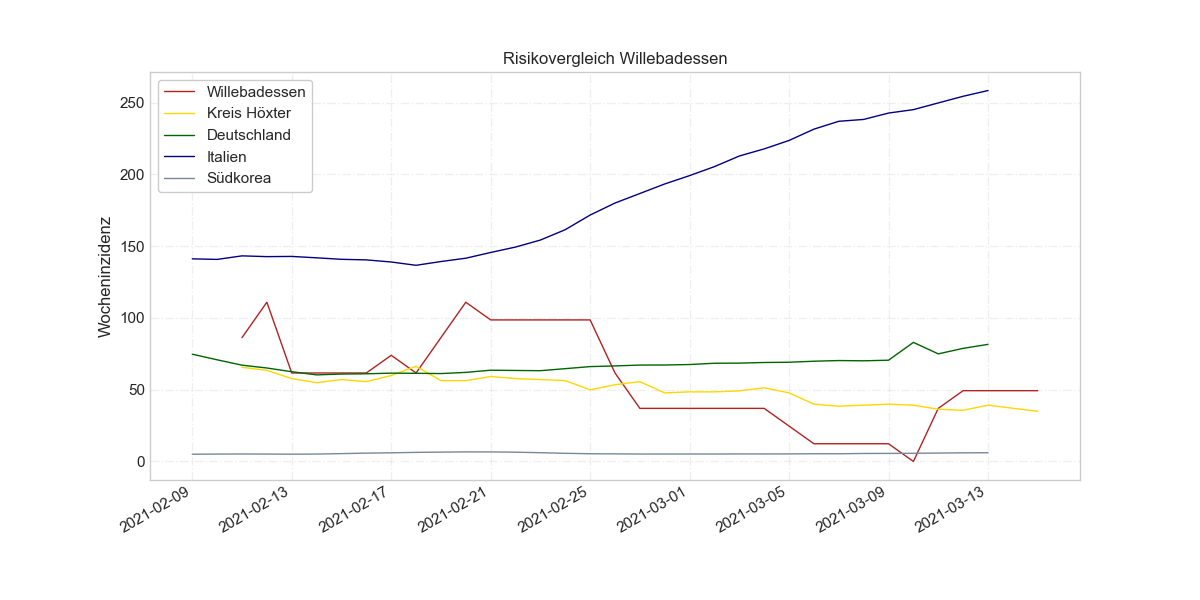 Risikovergleich Willebadessen
Willebadessen
Kreis Höxter
Deutschland
Italien
Südkorea
Wocheninzidenz
250
200
150
100
50
0
2021-02-09
2021-02-13
2021-02-17
2021-02-21
2021-02-25
2021-03-01
2021-03-05
2021-03-09
2021-03-13